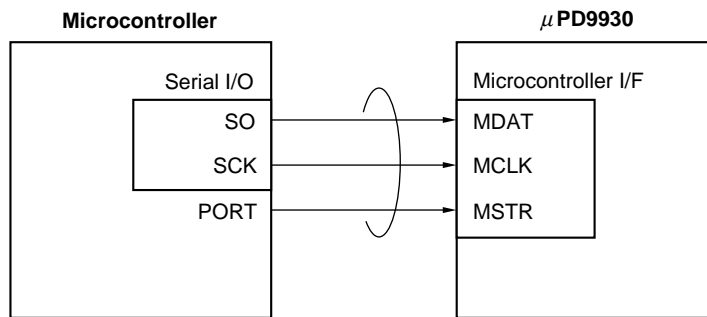 Microcontroller
μPD9930
Serial I/O
Microcontroller I/F
SO
MDAT
SCK
MCLK
PORT
MSTR